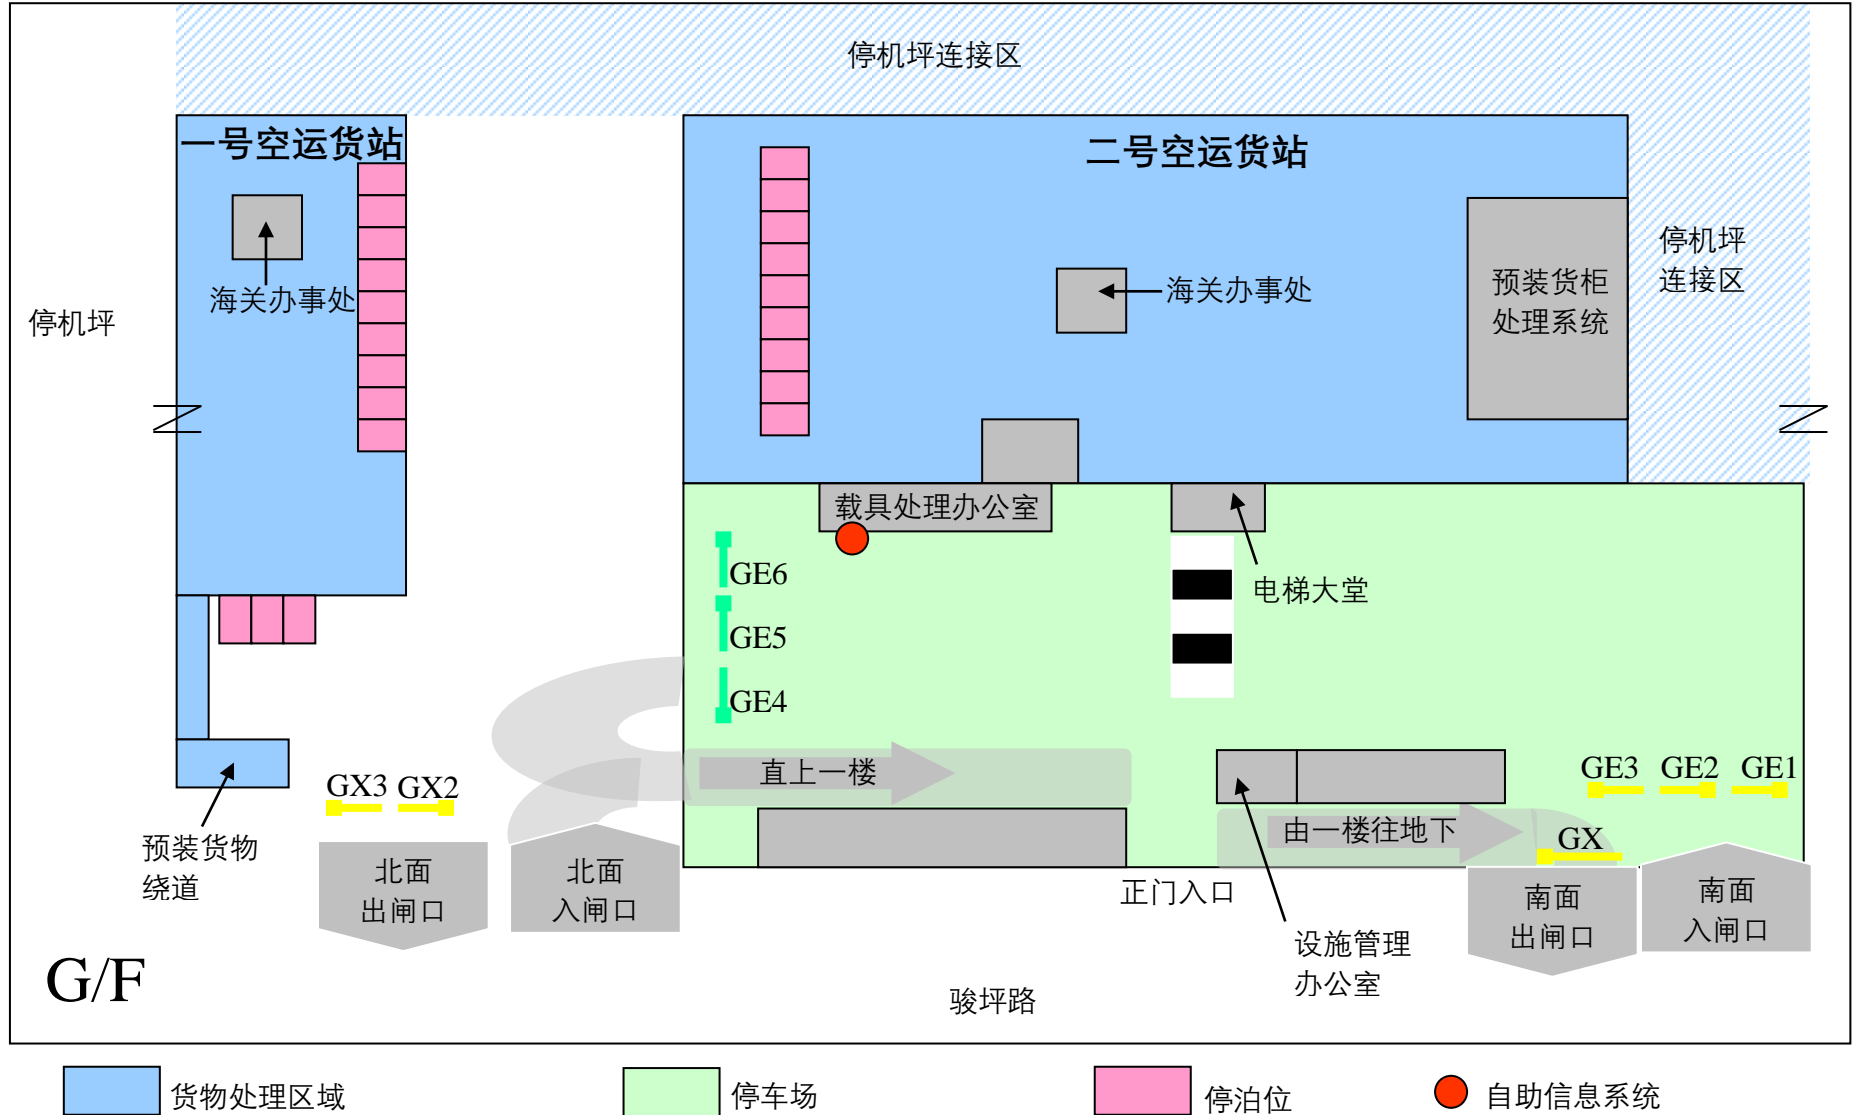 停机坪连接区
一号空运货站
二号空运货站
海关办事处
海关办事处
预装货柜
处理系统
停机坪
连接区
停机坪
载具处理办公室
电梯大堂
GE6
GE5
GE4
直上一楼
GE3 GE2 GE1
GX3 GX2
由一楼往地下
GX
预装货物
绕道
北面
出闸口
北面
入闸口
正门入口
南面
出闸口
南面
入闸口
设施管理
办公室
G/F
骏坪路
货物处理区域
停车场
停泊位
自助信息系统